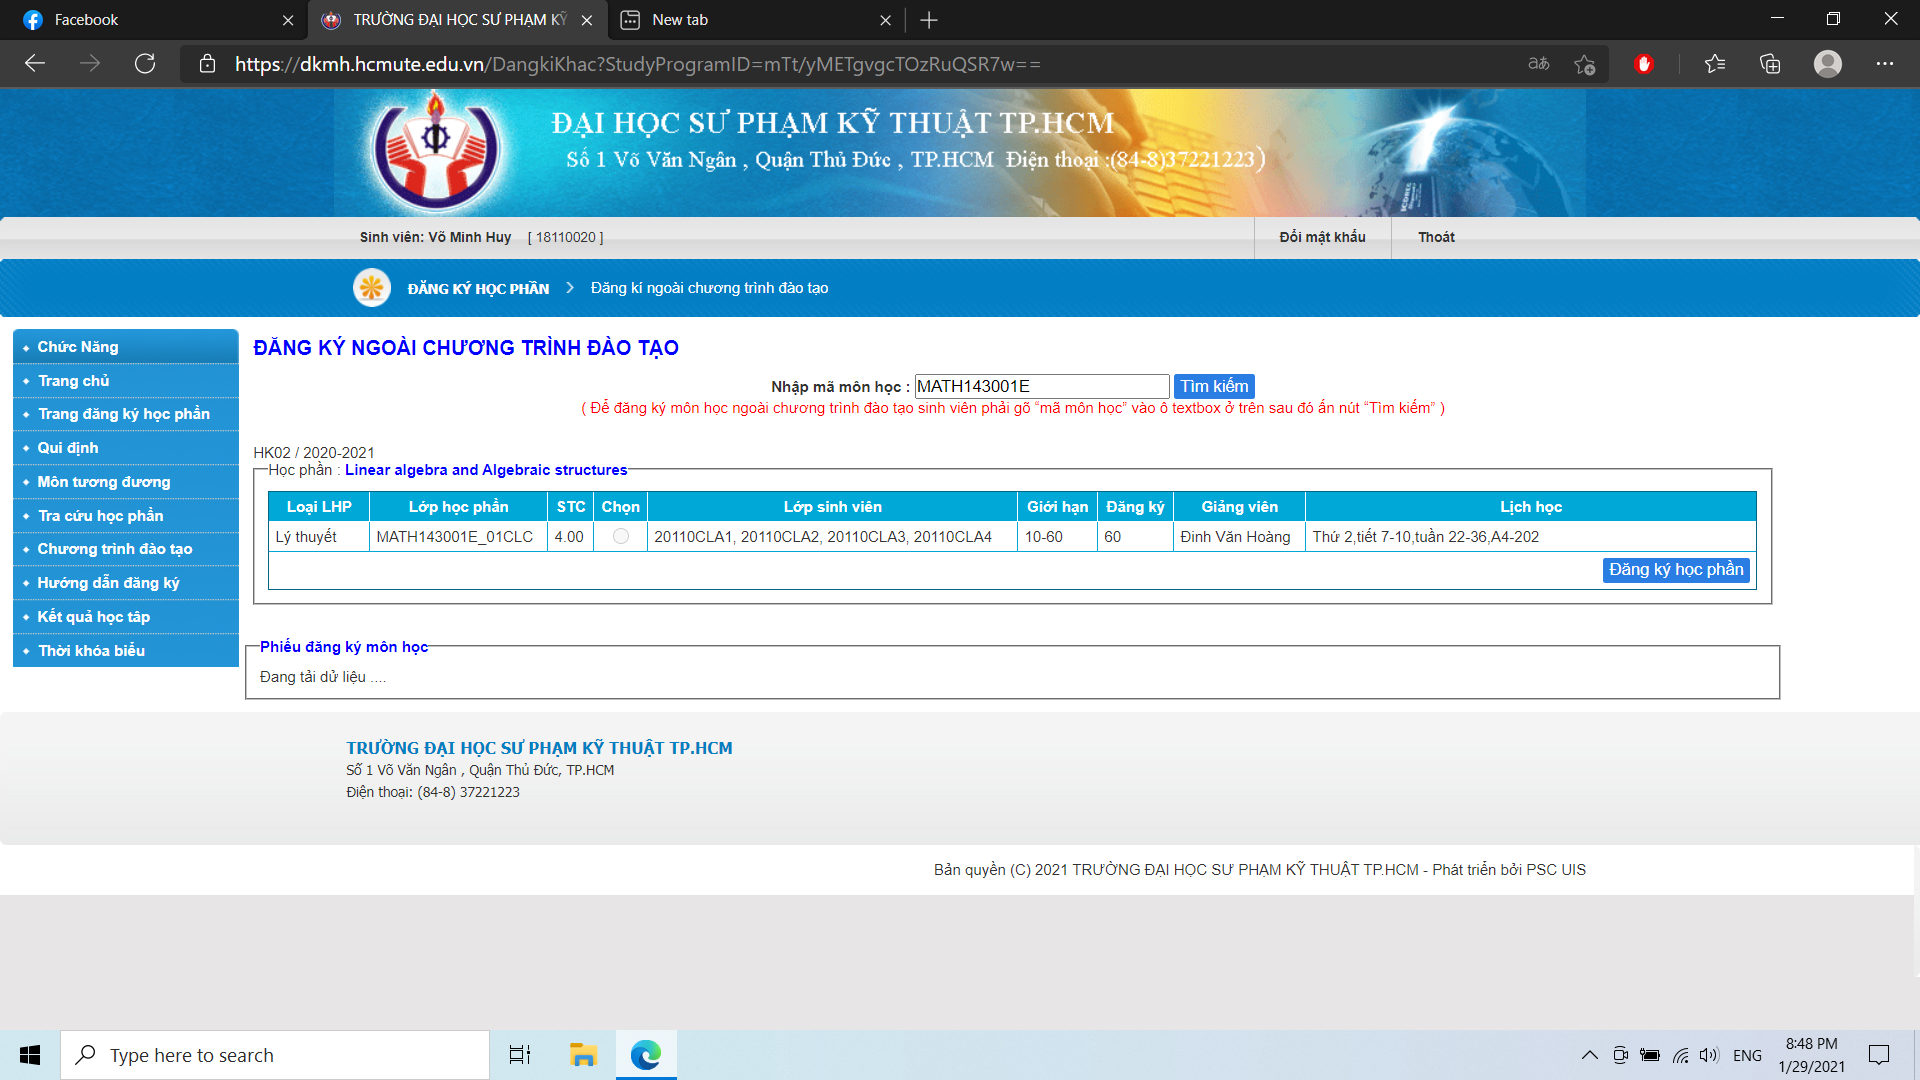 Facebook
TRƯỜNG ĐẠI HỌC SƯ PHẠM KỸ
New tab
https://dkmh.hcmute.edu.vn/DangkiKhac?StudyProgramID=mTt/yMETgvgcTOzRuQSR7w==
ĐẠI HỌC SƯ PHẠM KỸ THUẬT TP.HCM
Số 1 Võ Văn Ngân , Quận Thủ Đức , TP.HCM Điện thoại :(84-8)37221223)
Sinh viên: Võ Minh Huy [ 18110020 ]
Đổi mật khẩu
Thoát
ĐĂNG KÝ HỌC PHẦN > Đăng kí ngoài chương trình đào tạo
Chức Năng
Trang chủ
Trang đăng ký học phần
Qui định
Môn tương đương
Tra cứu học phần
Chương trình đào tạo
Hướng dẫn đăng ký
Kết quả học tâp
Thời khóa biểu
ĐĂNG KÝ NGOÀI CHƯƠNG TRÌNH ĐÀO TẠO
Nhập mã môn học : MATH143001E Tìm kiếm
( Để đăng ký môn học ngoài chương trình đào tạo sinh viên phải gõ “mã môn học” vào ô textbox ở trên sau đó ấn nút “Tìm kiếm” )
HK02 / 2020-2021
Học phần : Linear algebra and Algebraic structures
Loại LHP Lớp học phần STC Chọn Lớp sinh viên Giới hạn Đăng ký Giảng viên Lịch học
Lý thuyết MATH143001E_01CLC 4.00 20110CLA1, 20110CLA2, 20110CLA3, 20110CLA4 10-60 60 Đinh Văn Hoàng Thứ 2,tiết 7-10,tuần 22-36,A4-202
Đăng ký học phần
Phiếu đăng ký môn học
Đang tải dử liệu ....
TRƯỜNG ĐẠI HỌC SƯ PHẠM KỸ THUẬT TP.HCM
Số 1 Võ Văn Ngân , Quận Thủ Đức, TP.HCM
Điện thoại: (84-8) 37221223
Bản quyền (C) 2021 TRƯỜNG ĐẠI HỌC SƯ PHẠM KỸ THUẬT TP.HCM - Phát triển bởi PSC UIS
Type here to search
ENG
8:48 PM
1/29/2021